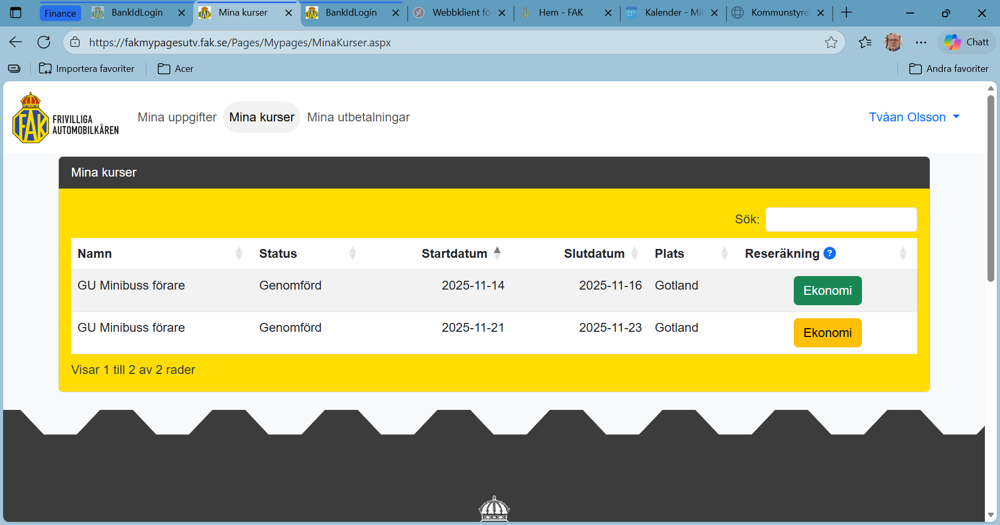 Finance
BankIdLogin
Mina kurser
BankIdLogin
Webbklient fö
Hem - FAK
Kalender - Mi
Kommunstyrel
https://fakmypagesutv.fak.se/Pages/Mypages/MinaKurser.aspx
Chatt
Importera favoriter
Acer
Andra favoriter
FAK
FRIVILLIGA
AUTOMOBILKÅREN
Mina uppgifter
Mina kurser
Mina utbetalningar
Tvåan Olsson
Mina kurser
Sök:
Namn Status Startdatum Slutdatum Plats Reseräkning ?
GU Minibuss förare Genomförd 2025-11-14 2025-11-16 Gotland Ekonomi
GU Minibuss förare Genomförd 2025-11-21 2025-11-23 Gotland Ekonomi
Visar 1 till 2 av 2 rader